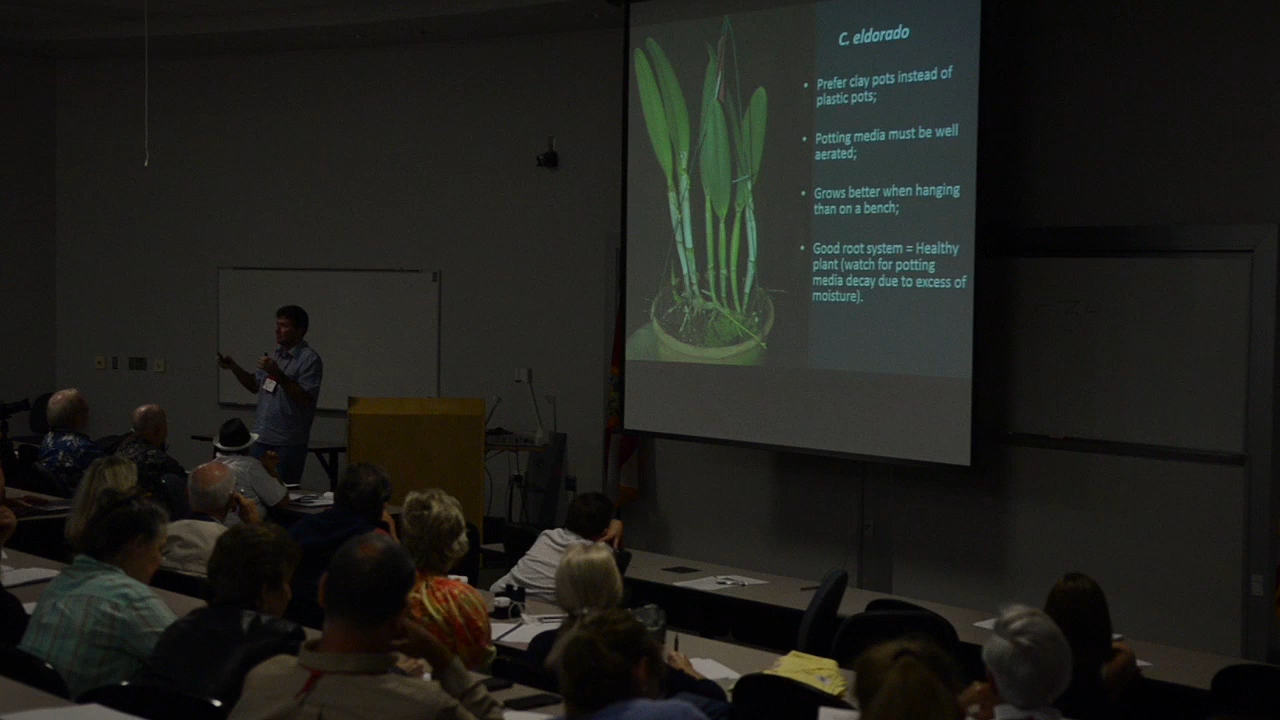 C. eldorado
• Prefer clay pots instead of
plastic pots;
• Potting media must be well
aerated;
• Grows better when hanging
than on a bench;
• Good root system = Healthy
plant (watch for potting
media decay due to excess of
moisture).